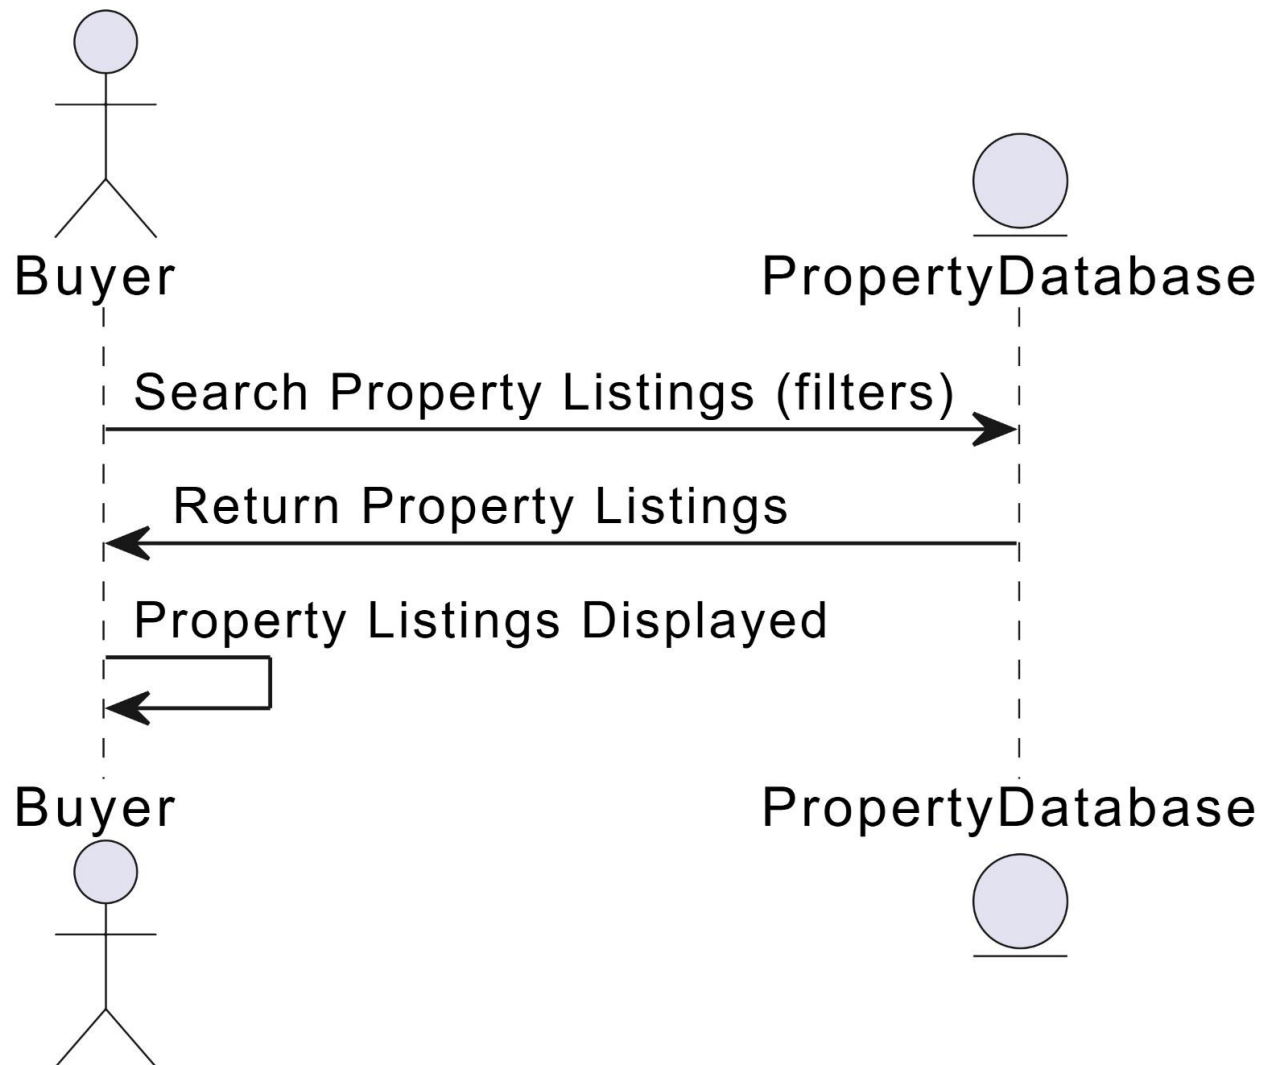 Buyer
PropertyDatabase
Search Property Listings (filters)
Return Property Listings
Property Listings Displayed
Buyer
PropertyDatabase